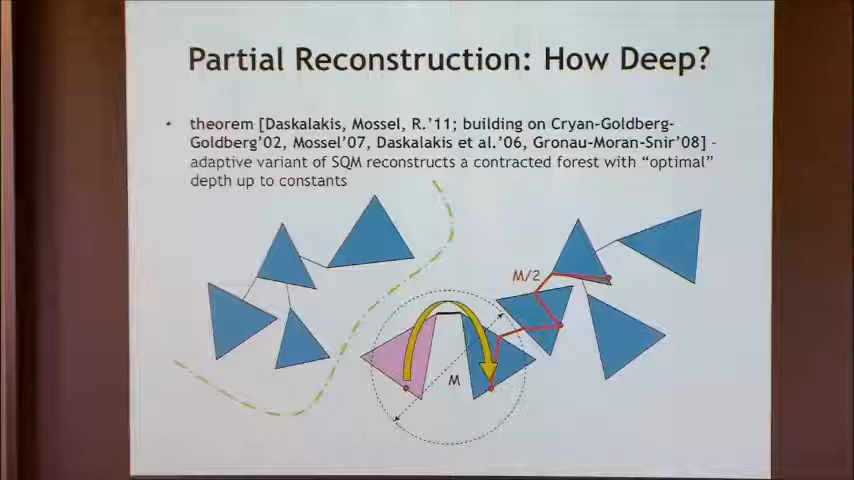 Partial Reconstruction: How Deep?
• theorem [Daskalakis, Mossel, R.'11; building on Cryan-Goldberg-
Goldberg'02, Mossel'07, Daskalakis et al.'06, Gronau-Moran-Snir'08] -
adaptive variant of SQM reconstructs a contracted forest with “optimal”
depth up to constants
M/2
M